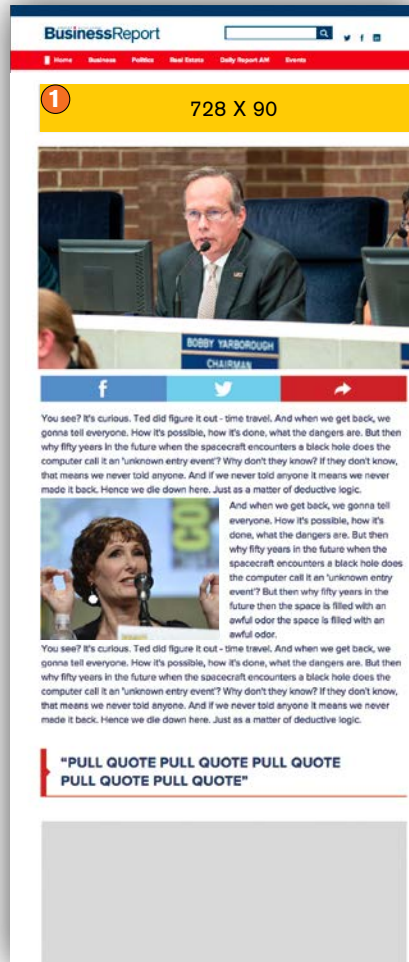 BusinessReport
Home Business Politics Real Estate Daily Report AM Events
1
728 X 90
BOBBY YARBOROUGH
CHAIRMAN
You see? It's curious. Ted did figure it out - time travel. And when we get back, we
gonna tell everyone. How it's possible, how it's done, what the dangers are. But then
why fifty years in the future when the spacecraft encounters a black hole does the
computer call it an 'unknown entry event'? Why don't they know? If they don't know,
that means we never told anyone. And if we never told anyone it means we never
made it back. Hence we die down here. Just as a matter of deductive logic.
And when we get back, we gonna tell
everyone. How it's possible, how it's
done, what the dangers are. But then
why fifty years in the future when the
spacecraft encounters a black hole does
the computer call it an 'unknown entry
event'? But then why fifty years in the
future then the space is filled with an
awful odor the space is filled with an
awful odor.
You see? It's curious. Ted did figure it out - time travel. And when we get back, we
gonna tell everyone. How it's possible, how it's done, what the dangers are. But then
why fifty years in the future when the spacecraft encounters a black hole does the
computer call it an 'unknown entry event'? Why don't they know? If they don't know,
that means we never told anyone. And if we never told anyone it means we never
made it back. Hence we die down here. Just as a matter of deductive logic.
"PULL QUOTE PULL QUOTE PULL QUOTE
PULL QUOTE PULL QUOTE"